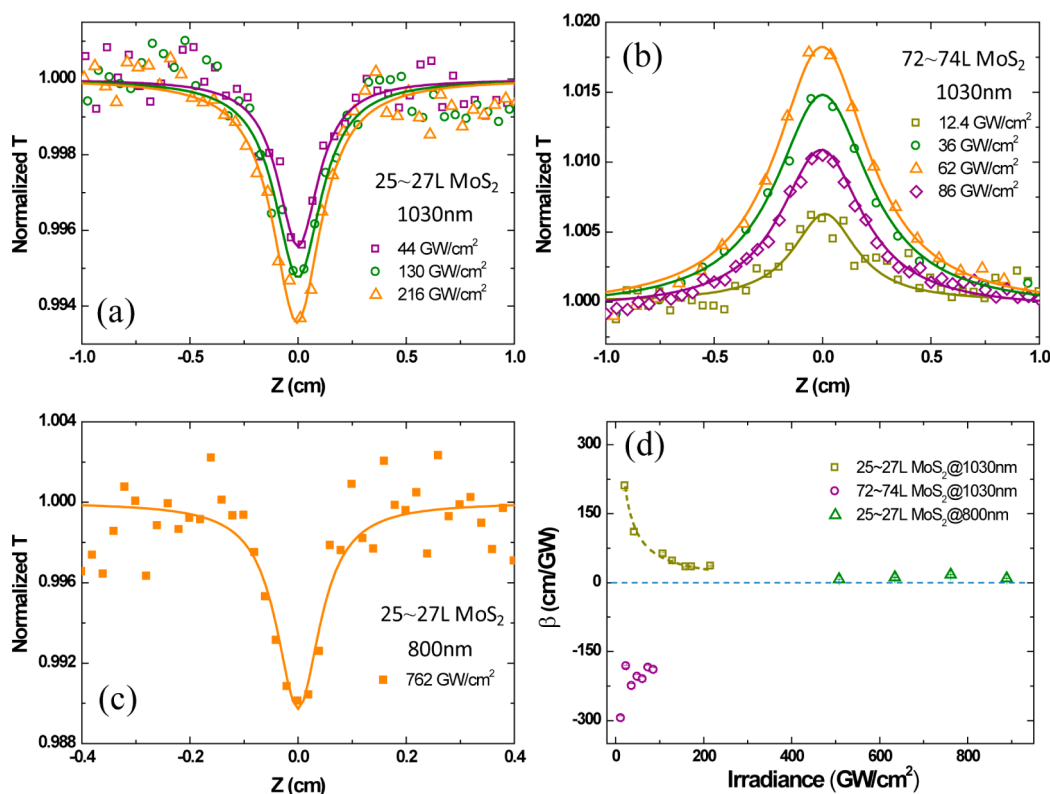 (a)
1.000
0.998
0.996
0.994
Normalized T
25~27L MoS₂
1030nm
44 GW/cm²
130 GW/cm²
216 GW/cm²
-1.0 -0.5 0.0 0.5 1.0
Z (cm)
(b)
1.020
1.015
1.010
1.005
1.000
Normalized T
72~74L MoS₂
1030nm
12.4 GW/cm²
36 GW/cm²
62 GW/cm²
86 GW/cm²
-1.0 -0.5 0.0 0.5 1.0
Z (cm)
(c)
1.004
1.000
0.996
0.992
0.988
Normalized T
25~27L MoS₂
800nm
762 GW/cm²
-0.4 -0.2 0.0 0.2 0.4
Z (cm)
(d)
300
150
0
-150
-300
β (cm/GW)
25~27L MoS₂@1030nm
72~74L MoS₂@1030nm
25~27L MoS₂@800nm
0 200 400 600 800
Irradiance (GW/cm²)